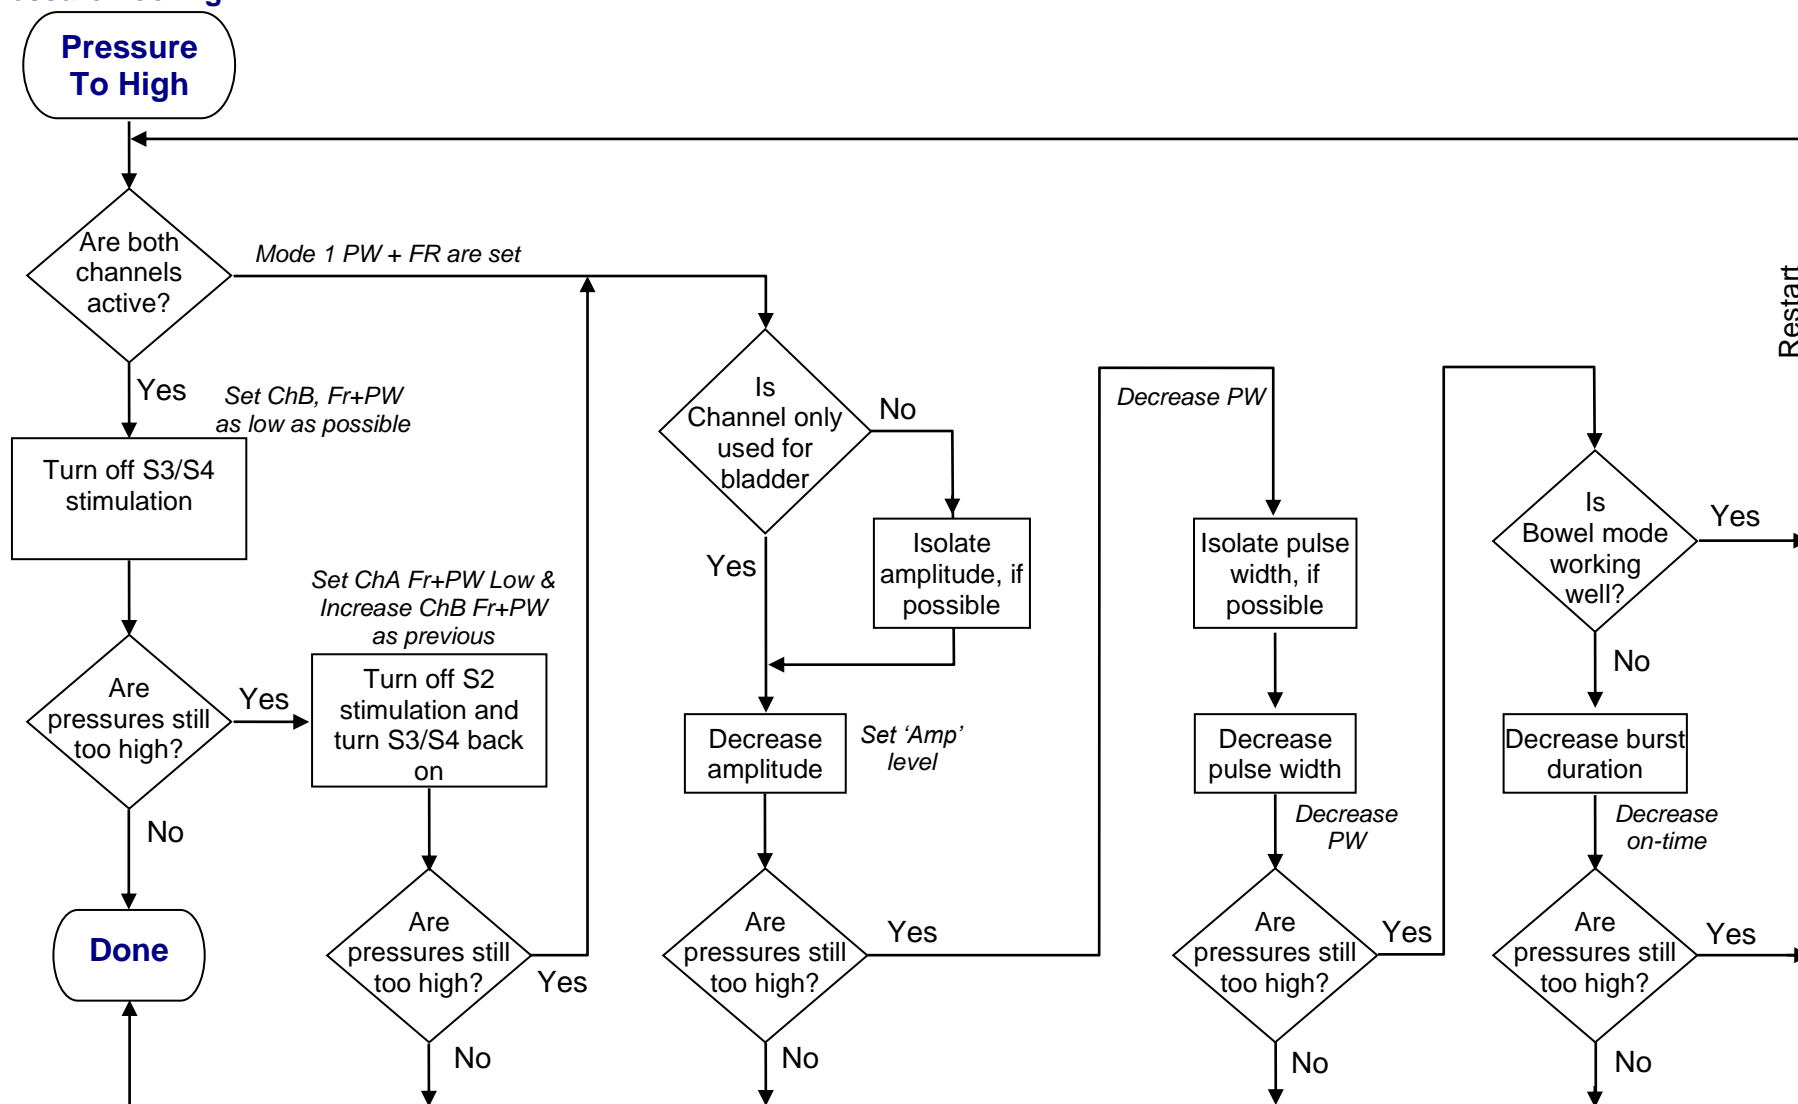 Pressure
To High
Are both
channels
active?
Mode 1 PW + FR are set
Yes
Set ChB, Fr+PW
as low as possible
Turn off S3/S4
stimulation
Are
pressures still
too high?
Yes
No
Done
Set ChA Fr+PW Low &
Increase ChB Fr+PW
as previous
Turn off S2
stimulation and
turn S3/S4 back
on
Are
pressures still
too high?
Yes
No
Is
Channel only
used for
bladder
No
Yes
Isolate
amplitude, if
possible
Decrease
amplitude
Set ‘Amp’
level
Are
pressures still
too high?
Yes
No
Decrease PW
Isolate pulse
width, if
possible
Decrease
pulse width
Decrease
PW
Are
pressures still
too high?
Yes
No
Is
Bowel mode
working
well?
Yes
No
Decrease burst
duration
Decrease
on-time
Are
pressures still
too high?
Yes
No
Restart